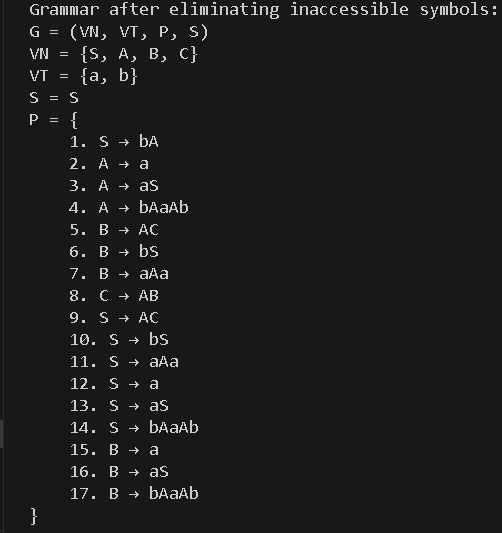 Grammar after eliminating inaccessible symbols:
G = (VN, VT, P, S)
VN = {S, A, B, C}
VT = {a, b}
S = S
P = {
1. S → bA
2. A → a
3. A → aS
4. A → bAaAb
5. B → AC
6. B → bS
7. B → aAa
8. C → AB
9. S → AC
10. S → bS
11. S → aAa
12. S → a
13. S → aS
14. S → bAaAb
15. B → a
16. B → aS
17. B → bAaAb
}